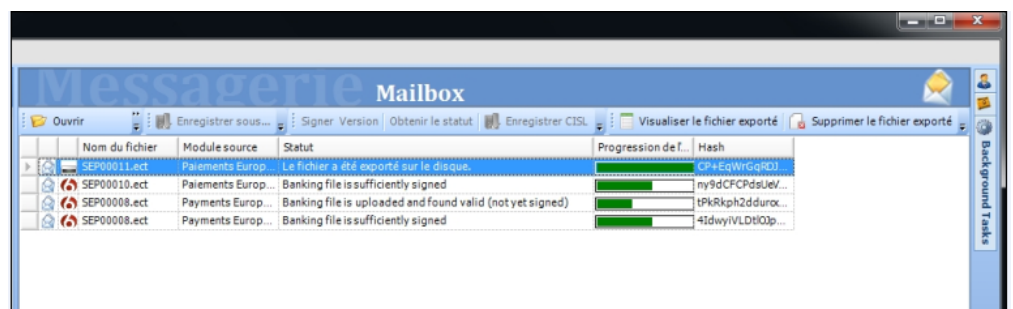 Messagerie Mailbox
Ouvrir Enregistrer sous... Signer Version Obtenir le statut Enregistrer CISL Visualiser le fichier exporté Supprimer le fichier exporté
Nom du fichier Module source Statut Progression de l'... Hash
SEP00011.ect Paiements Europ... Le fichier a été exporté sur le disque. CP+EqWrGqRDJ...
SEP00010.ect Paiements Europ... Banking file is sufficiently signed ny9dCFCPdsUeV...
SEP00008.ect Payments Europ... Banking file is uploaded and found valid (not yet signed) tPkRkph2ddurox...
SEP00008.ect Payments Europ... Banking file is sufficiently signed
Background Tasks